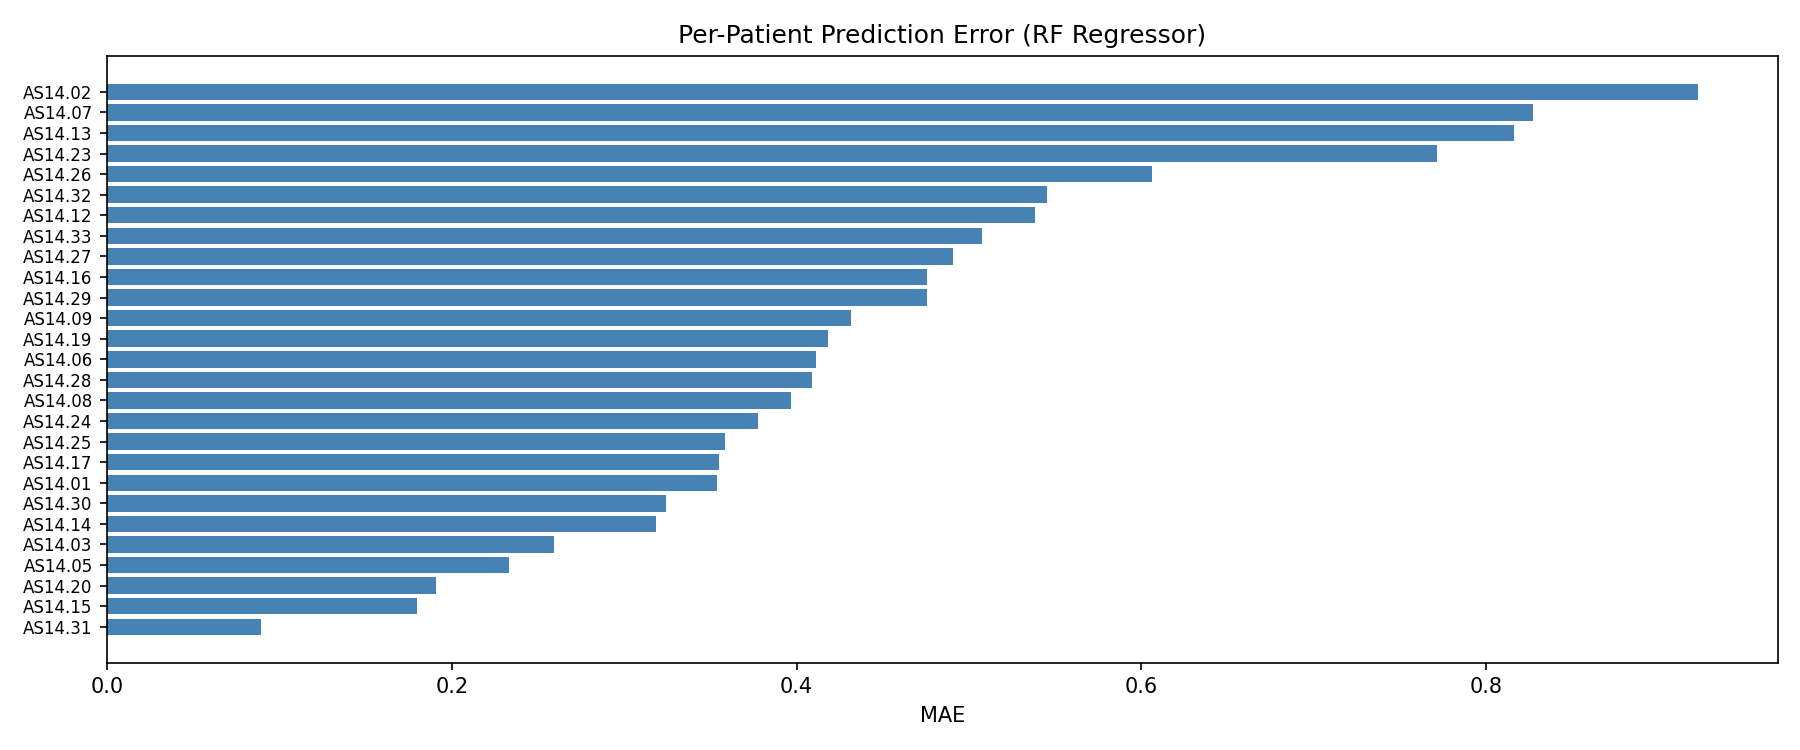 Per-Patient Prediction Error (RF Regressor)
AS14.02
AS14.07
AS14.13
AS14.23
AS14.26
AS14.32
AS14.12
AS14.33
AS14.27
AS14.16
AS14.29
AS14.09
AS14.19
AS14.06
AS14.28
AS14.08
AS14.24
AS14.25
AS14.17
AS14.01
AS14.30
AS14.14
AS14.03
AS14.05
AS14.20
AS14.15
AS14.31
0.0 0.2 0.4 0.6 0.8
MAE